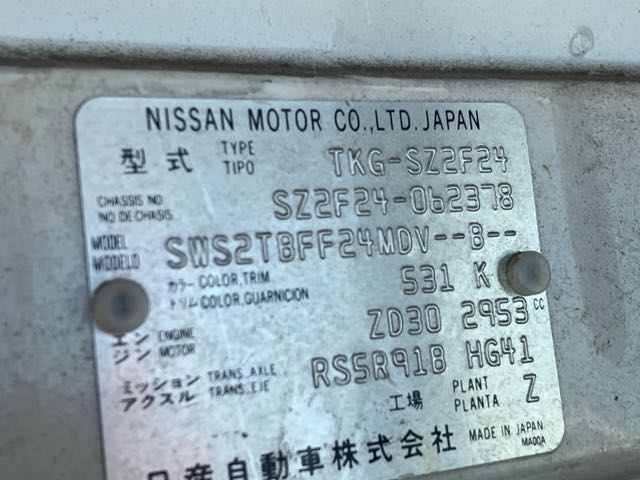 NISSAN MOTOR CO.,LTD. JAPAN
型式 TYPE TIPO TKG-SZ2F24
CHASSIS NO NO DE CHASIS SZ2F24-062378
MODEL MODELO SWS2TBFF24MDV--B--
カラー COLOR, TRIM トリム COLOR, GUARNICION 531 K
エンジン ENGINE MOTOR ZD30 2953 CC
ミッション アクスル TRANS., AXLE TRANS., EJE RS5R91B HG41
工場 PLANT PLANTA Z
日産自動車株式会社 MADE IN JAPAN